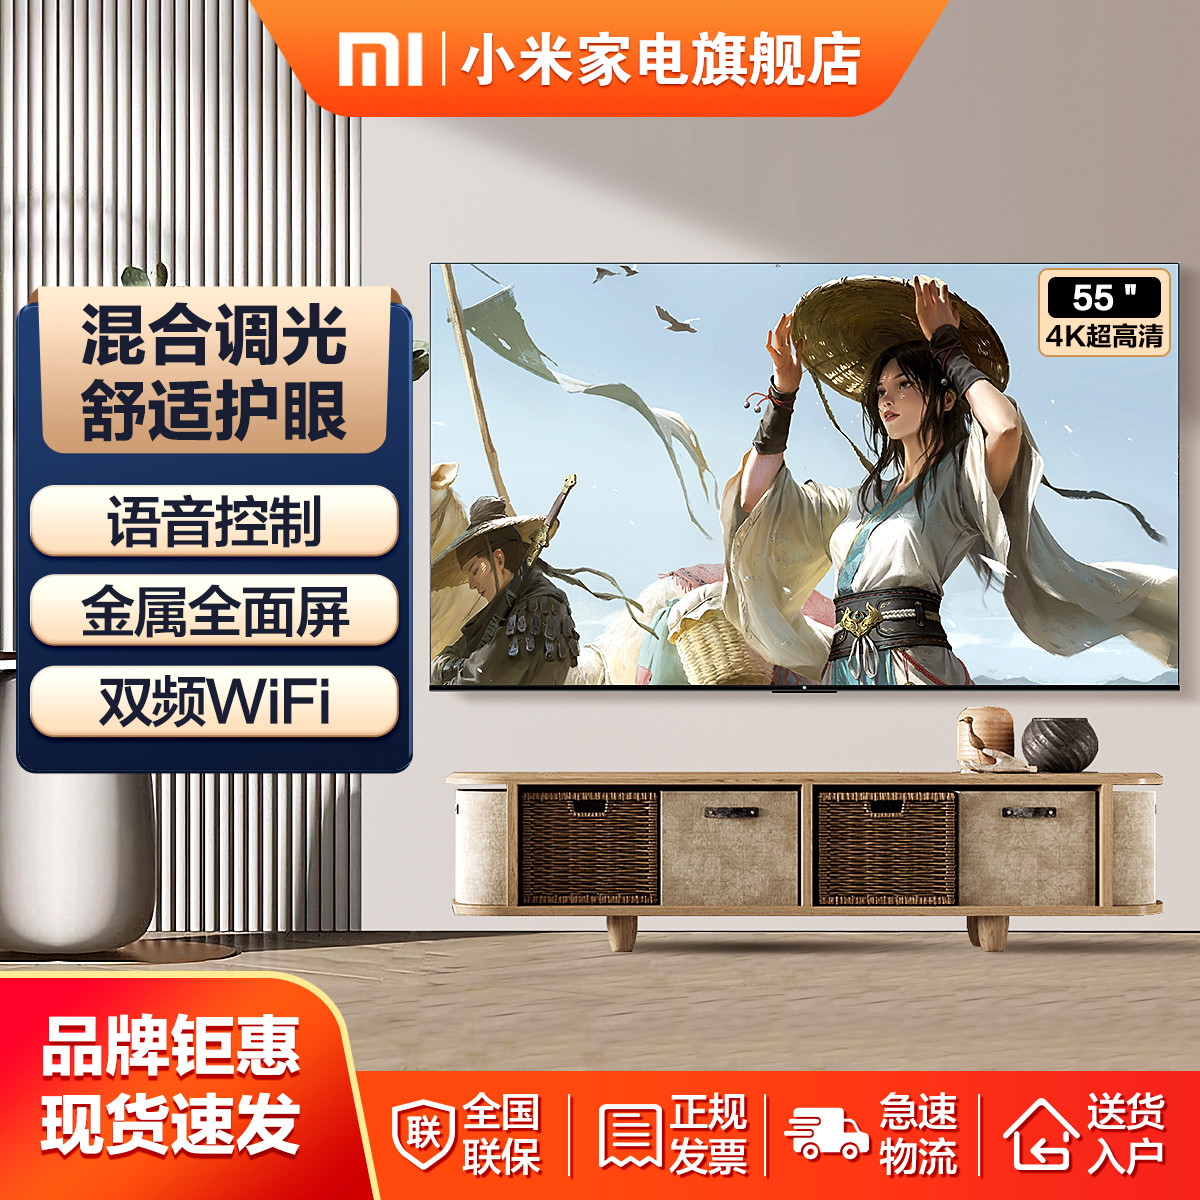 mi 小米家电旗舰店
55"
4K超高清
混合调光
舒适护眼
语音控制
金属全面屏
双频WiFi
品牌钜惠
现货速发
联
全国
联保
正规
发票
急速
物流
送货
入户